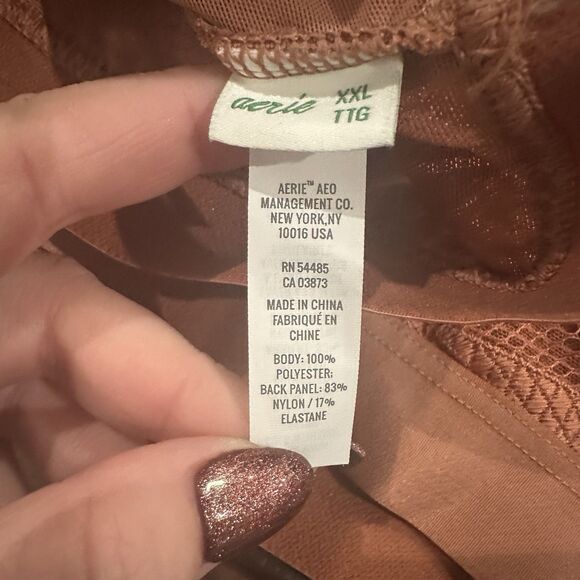 aerie XXL
TTG
AERIE™ AEO
MANAGEMENT CO.
NEW YORK,NY
10016 USA
RN 54485
CA 03873
MADE IN CHINA
FABRIQUÉ EN
CHINE
BODY: 100%
POLYESTER;
BACK PANEL: 83%
NYLON / 17%
ELASTANE